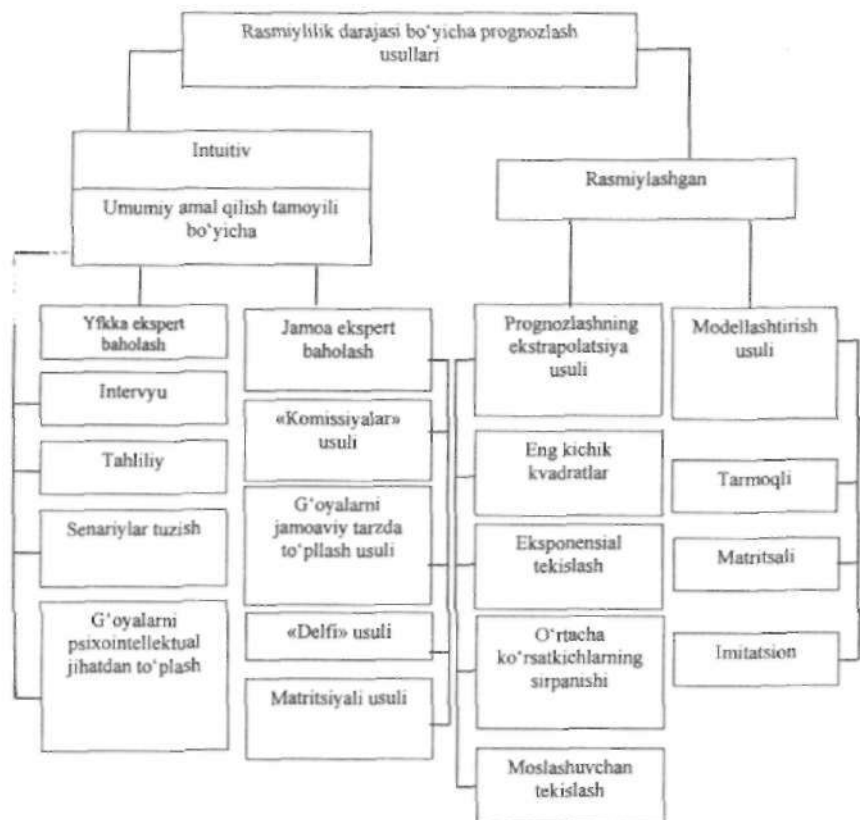 Rasmiylilik darajasi bo‘yicha prognozlash
usullari
Intuitiv
Umumiy amal qilish tamoyili
bo‘yicha
Rasmiylashgan
Yfkka ekspert
baholash
Intervyu
Tahliliy
Senariylar tuzish
G‘oyalarni
psixointellektual
jihatdan to‘plash
Jamoa ekspert
baholash
«Komissiyalar»
usuli
G‘oyalarni
jamoaviy tarzda
to‘pllash usuli
«Delfi» usuli
Matritsiyali usuli
Prognozlashning
ekstrapolatsiya
usuli
Eng kichik
kvadratlar
Eksponensial
tekislash
O‘rtacha
ko‘rsatkichlarning
sirpanishi
Moslashuvchan
tekislash
Modellashtirish
usuli
Tarmoqli
Matritsali
Imitatsion